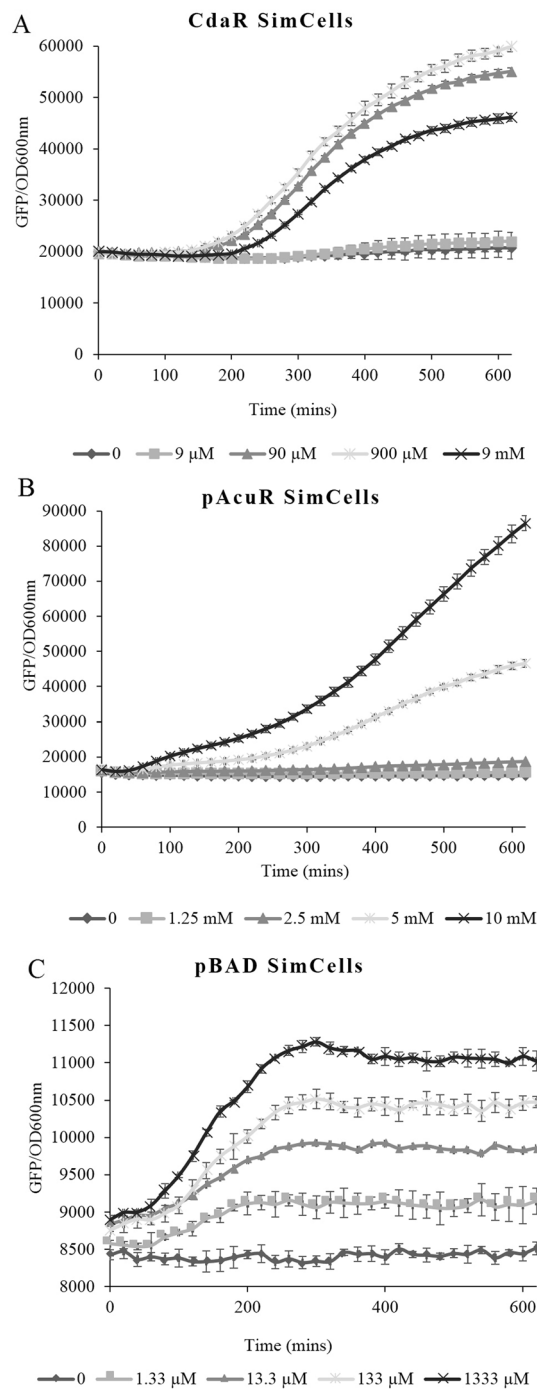 A
CdaR SimCells
60000
50000
40000
30000
20000
10000
0
GFP/OD600nm
0 100 200 300 400 500 600
Time (mins)
0 9 µM 90 µM 900 µM 9 mM
B
pAcuR SimCells
90000
80000
70000
60000
50000
40000
30000
20000
10000
0
GFP/OD600nm
0 100 200 300 400 500 600
Time (mins)
0 1.25 mM 2.5 mM 5 mM 10 mM
C
pBAD SimCells
12000
11500
11000
10500
10000
9500
9000
8500
8000
GFP/OD600nm
0 200 400 600
Time (mins)
0 1.33 µM 13.3 µM 133 µM 1333 µM